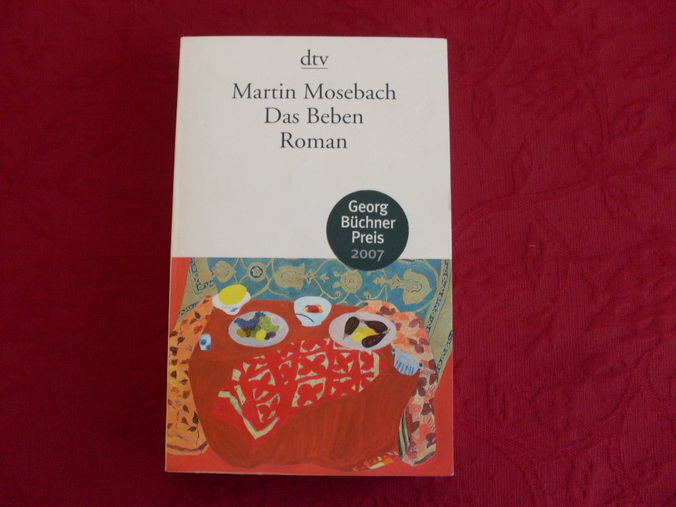 dtv
Martin Mosebach
Das Beben
Roman
Georg
Büchner
Preis
2007